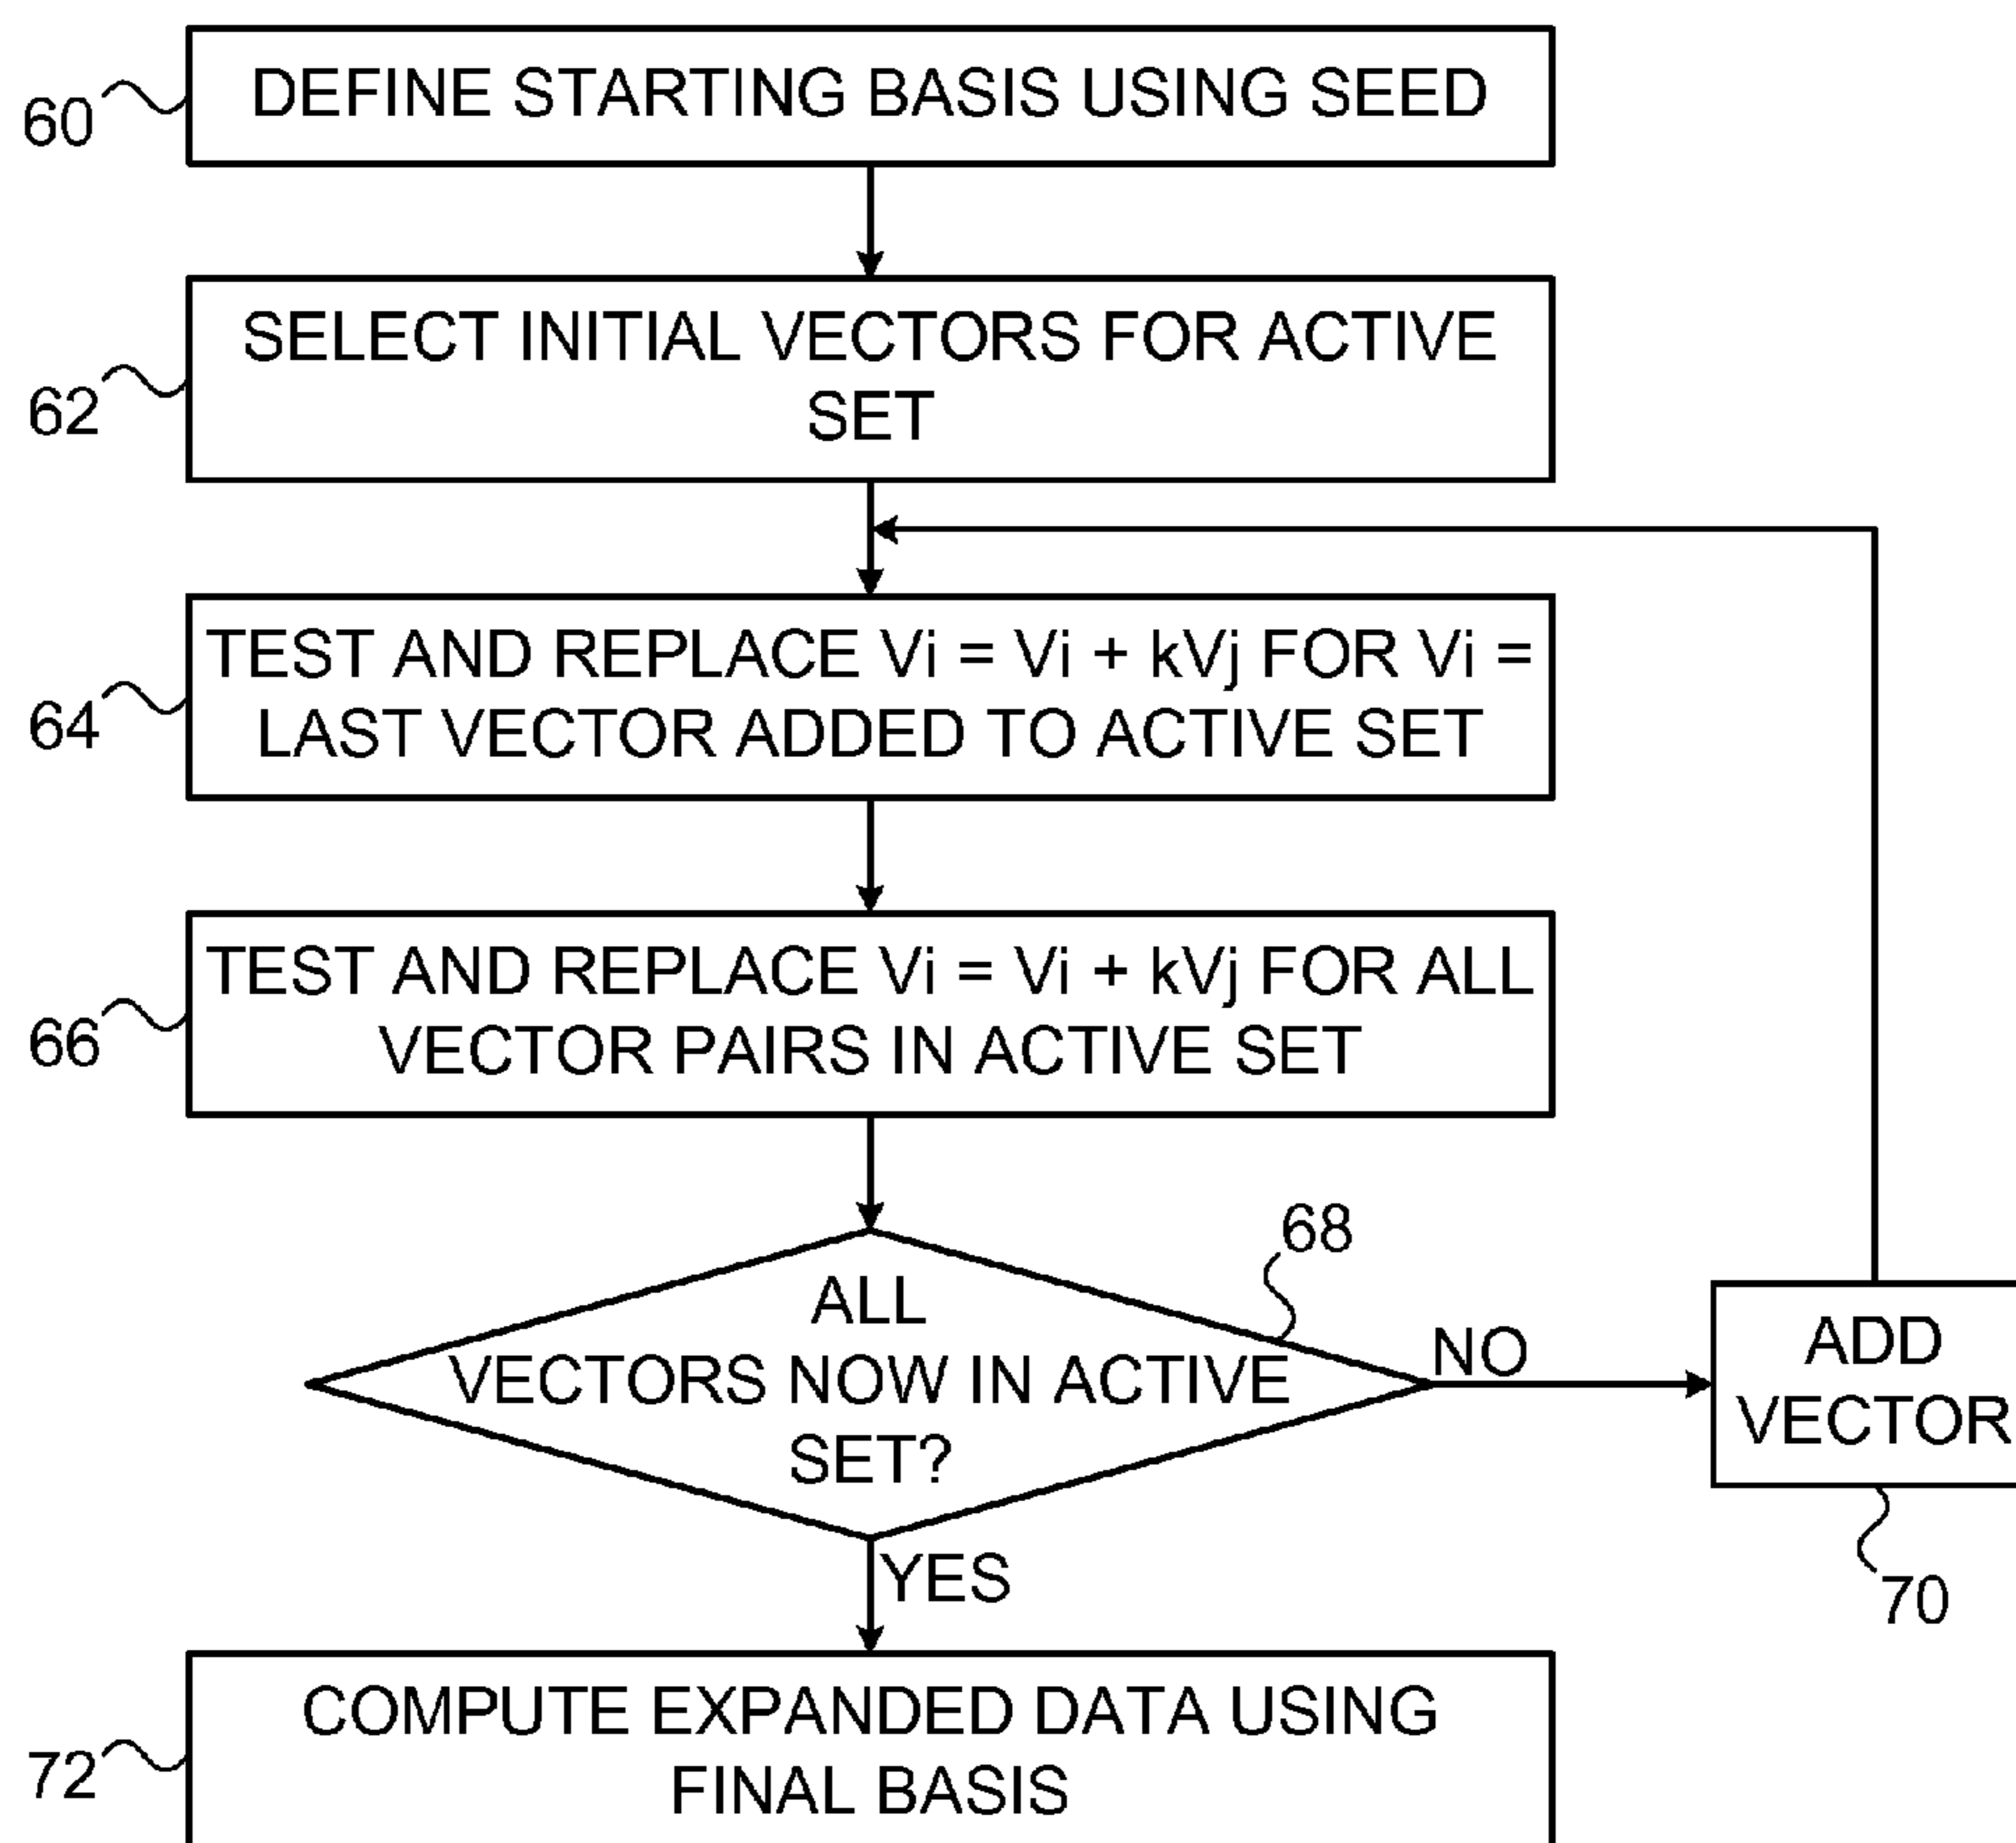 60
DEFINE STARTING BASIS USING SEED
62
SELECT INITIAL VECTORS FOR ACTIVE
SET
64
TEST AND REPLACE Vi = Vi + kVj FOR Vi =
LAST VECTOR ADDED TO ACTIVE SET
66
TEST AND REPLACE Vi = Vi + kVj FOR ALL
VECTOR PAIRS IN ACTIVE SET
68
ALL
VECTORS NOW IN ACTIVE
SET?
NO
ADD
VECTOR
70
YES
72
COMPUTE EXPANDED DATA USING
FINAL BASIS